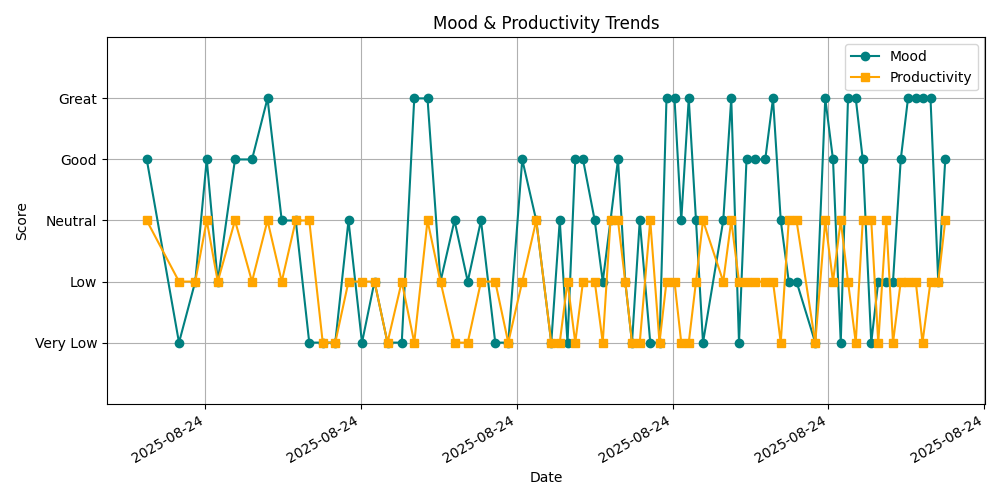 Mood & Productivity Trends
Mood
Productivity
Great
Good
Neutral
Low
Very Low
Score
2025-08-24
2025-08-24
2025-08-24
2025-08-24
2025-08-24
2025-08-24
Date